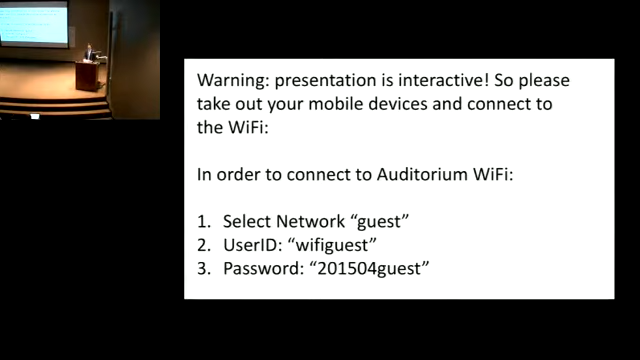 Warning: presentation is interactive! So please
take out your mobile devices and connect to
the WiFi:
In order to connect to Auditorium WiFi:
1. Select Network “guest”
2. UserID: “wifiguest”
3. Password: “201504guest”